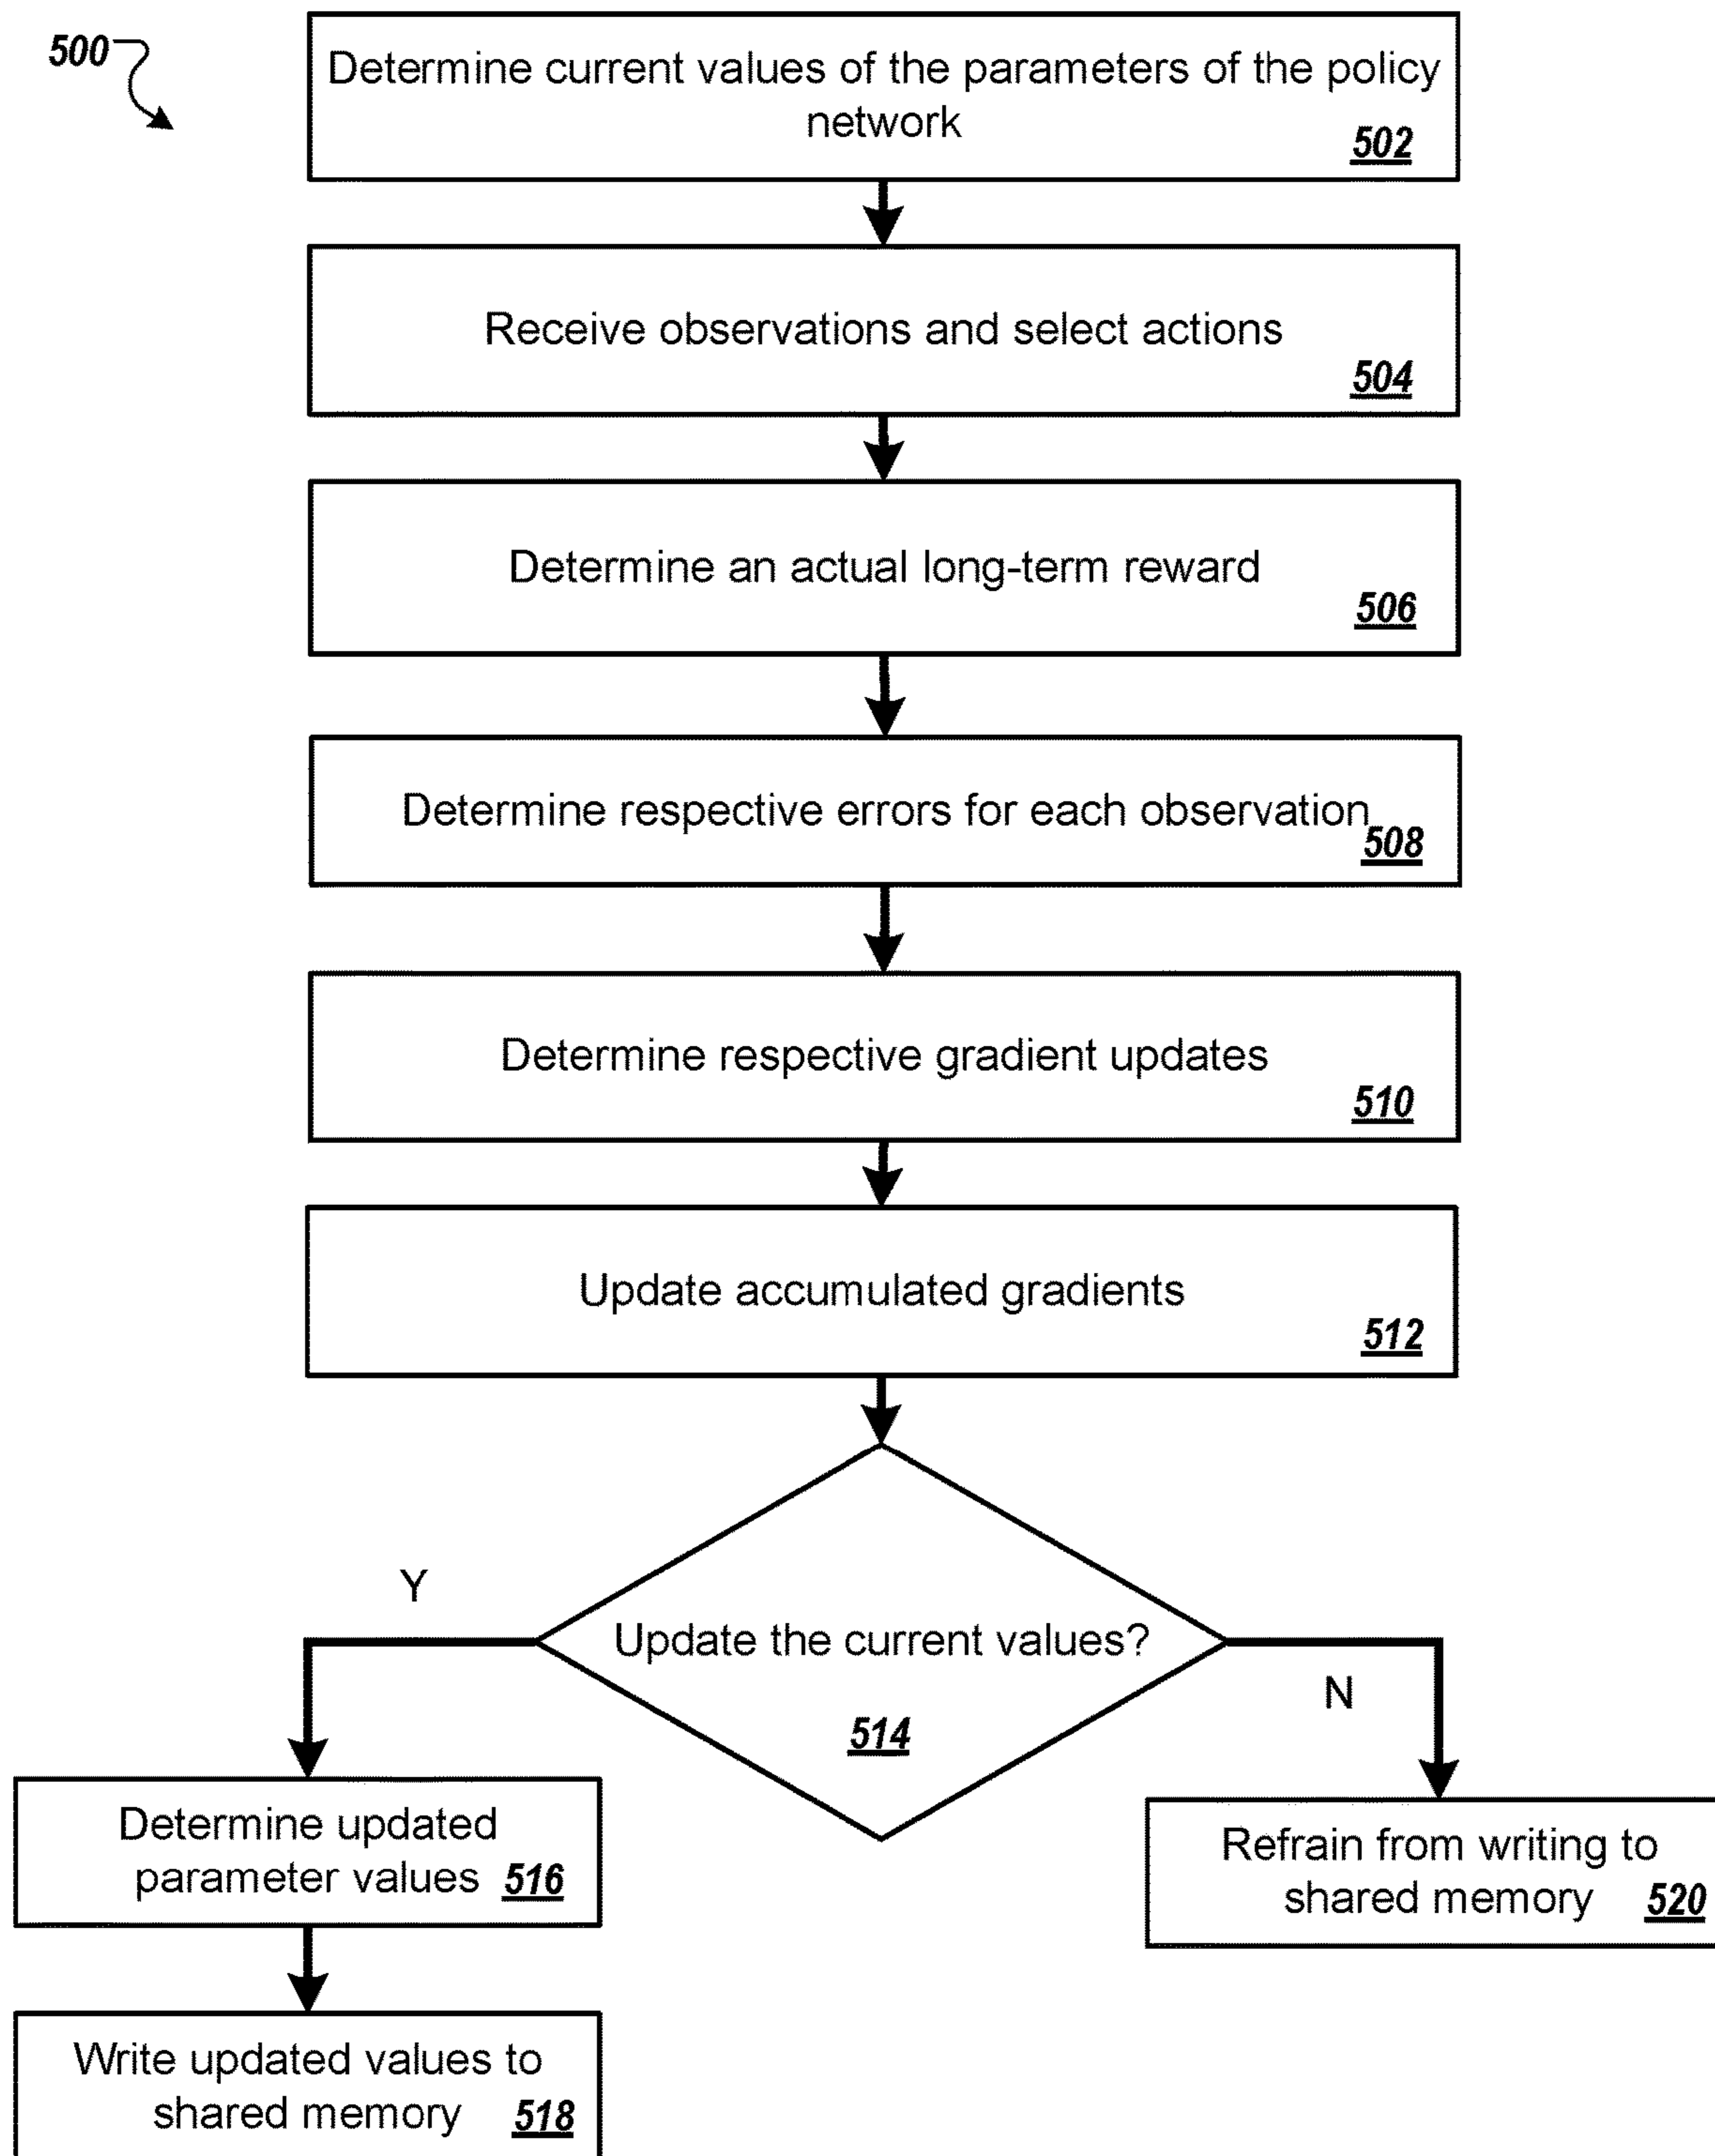 500
Determine current values of the parameters of the policy
network
502
Receive observations and select actions
504
Determine an actual long-term reward
506
Determine respective errors for each observation
508
Determine respective gradient updates
510
Update accumulated gradients
512
Y
Update the current values?
N
514
Determine updated
parameter values 516
Refrain from writing to
shared memory 520
Write updated values to
shared memory 518